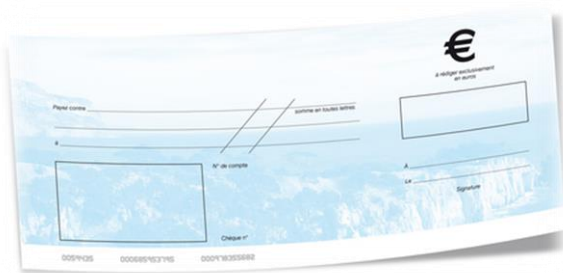 €
à rédiger exclusivement
en euros
Payez contre
somme en toutes lettres
à
N° de compte
À
Le
Signature
Chèque n°